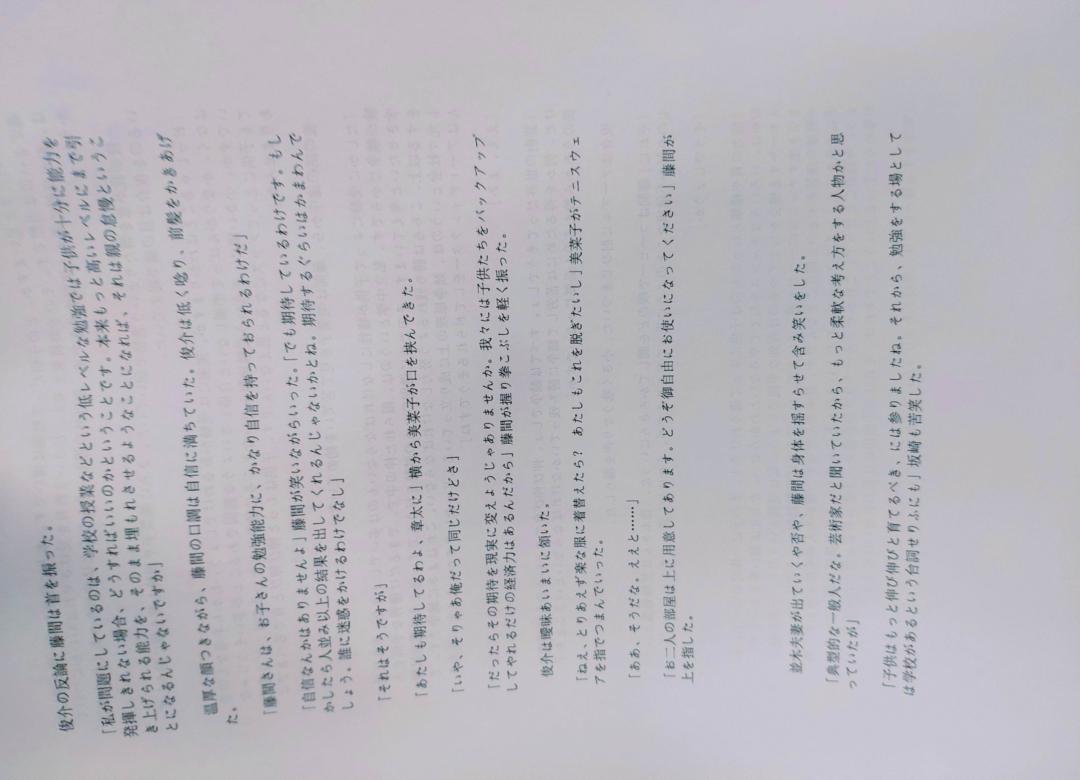 俊介の反論に藤間は首を振った。
「私が問題にしているのは、学校の授業などという低レベルな勉強では子供が十分に能力を
発揮しきれない場合、どうすればいいのかということです。本来もっと高いレベルにまで引
き上げられる能力を、そのまま埋もれさせるようなことになれば、それは親の怠慢というこ
とになるんじゃないですか」
温厚な顔つきながら、藤間の口調は自信に満ちていた。俊介は低く唸り、前髪をかきあげ
た。
「藤間さんは、お子さんの勉強能力に、かなり自信を持っておられるわけだ」
「自信なんかはありませんよ」藤間が笑いながらいった。「でも期待しているわけです。もし
かしたら人並み以上の結果を出してくれるんじゃないかとね。期待するぐらいはかまわんで
しょう。誰に迷惑をかけるわけでなし」
「それはそうですが」
「あたしも期待してるわよ、章太に」横から美菜子が口を挟んできた。
「いや、そりゃあ俺だって同じだけどさ」
「だったらその期待を現実に変えようじゃありませんか。我々には子供たちをバックアップ
してやれるだけの経済力はあるんだから」藤間が握り拳こぶしを軽く振った。
俊介は曖昧あいまいに頷いた。
「ねえ、とりあえず楽な服に着替えたら?　あたしもこれを脱ぎたいし」美菜子がテニスウェ
アを指でつまんでいった。
「ああ、そうだな。ええと……」
「お二人の部屋は上に用意してあります。どうぞ御自由にお使いになってください」藤間が
上を指した。
並木夫妻が出ていくや否や、藤間は身体を揺すらせて含み笑いをした。
「典型的な一般人だな。芸術家だと聞いていたから、もっと柔軟な考え方をする人物かと思
っていたが」
「子供はもっと伸び伸びと育てるべき、には参りましたね。それから、勉強をする場として
は学校があるという台詞せりふにも」坂崎も苦笑した。